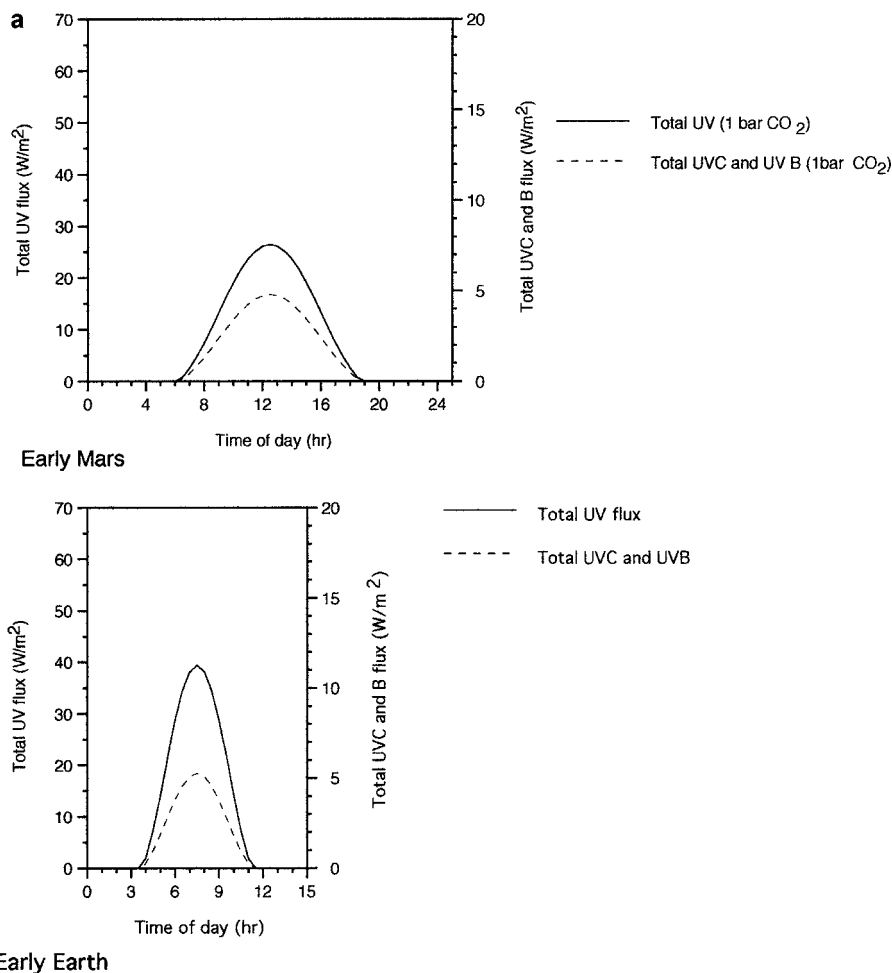 a
70
60
50
40
30
20
10
0
Total UV flux (W/m²)
20
15
10
5
0
Total UVC and B flux (W/m²)
0 4 8 12 16 20 24
Time of day (hr)
Total UV (1 bar CO₂)
Total UVC and UV B (1bar CO₂)
Early Mars
70
60
50
40
30
20
10
0
Total UV flux (W/m²)
20
15
10
5
0
Total UVC and B flux (W/m²)
0 3 6 9 12 15
Time of day (hr)
Total UV flux
Total UVC and UVB
Early Earth